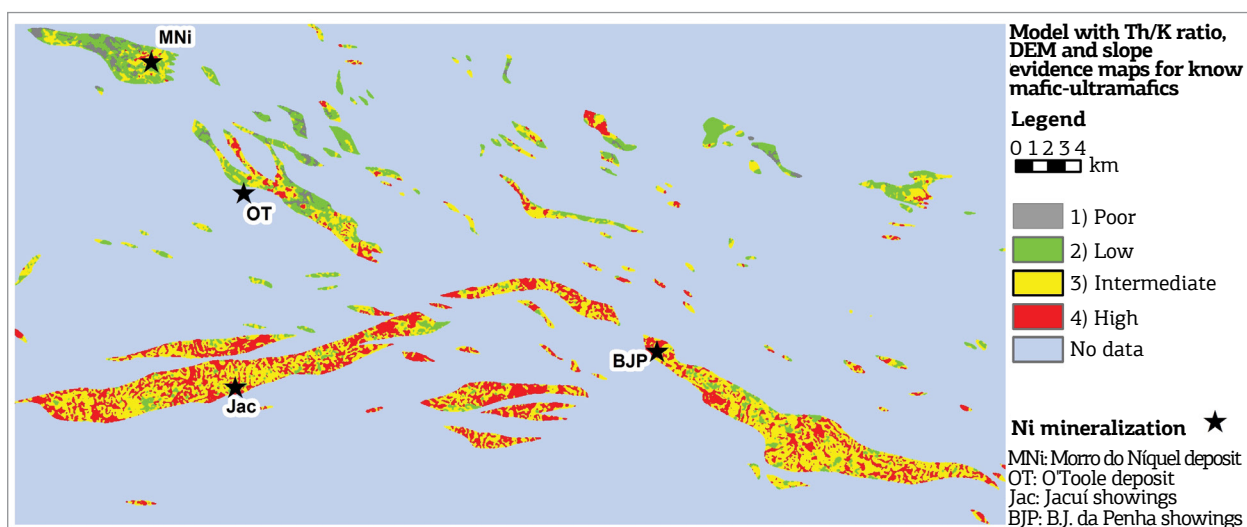 MNi
OT
Jac
BJP
Model with Th/K ratio,
DEM and slope
evidence maps for know
mafic-ultramafics
Legend
0 1 2 3 4
km
1) Poor
2) Low
3) Intermediate
4) High
No data
Ni mineralization
MNi: Morro do Níquel deposit
OT: O'Toole deposit
Jac: Jacuí showings
BJP: B.J. da Penha showings